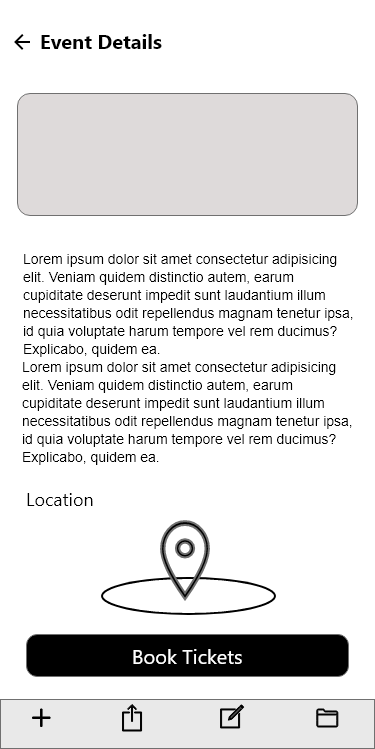 Event Details
Lorem ipsum dolor sit amet consectetur adipisicing
elit. Veniam quidem distinctio autem, earum
cupiditate deserunt impedit sunt laudantium illum
necessitatibus odit repellendus magnam tenetur ipsa,
id quia voluptate harum tempore vel rem ducimus?
Explicabo, quidem ea.
Lorem ipsum dolor sit amet consectetur adipisicing
elit. Veniam quidem distinctio autem, earum
cupiditate deserunt impedit sunt laudantium illum
necessitatibus odit repellendus magnam tenetur ipsa,
id quia voluptate harum tempore vel rem ducimus?
Explicabo, quidem ea.
Location
Book Tickets